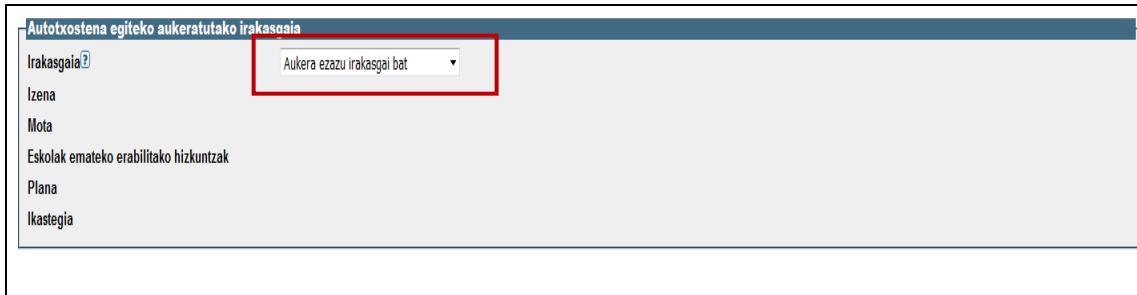 Autotxostena egiteko aukeratutako irakasgaia
Irakasgaia? Aukera ezazu irakasgai bat
Izena
Mota
Eskolak emateko erabilitako hizkuntzak
Plana
Ikastegia